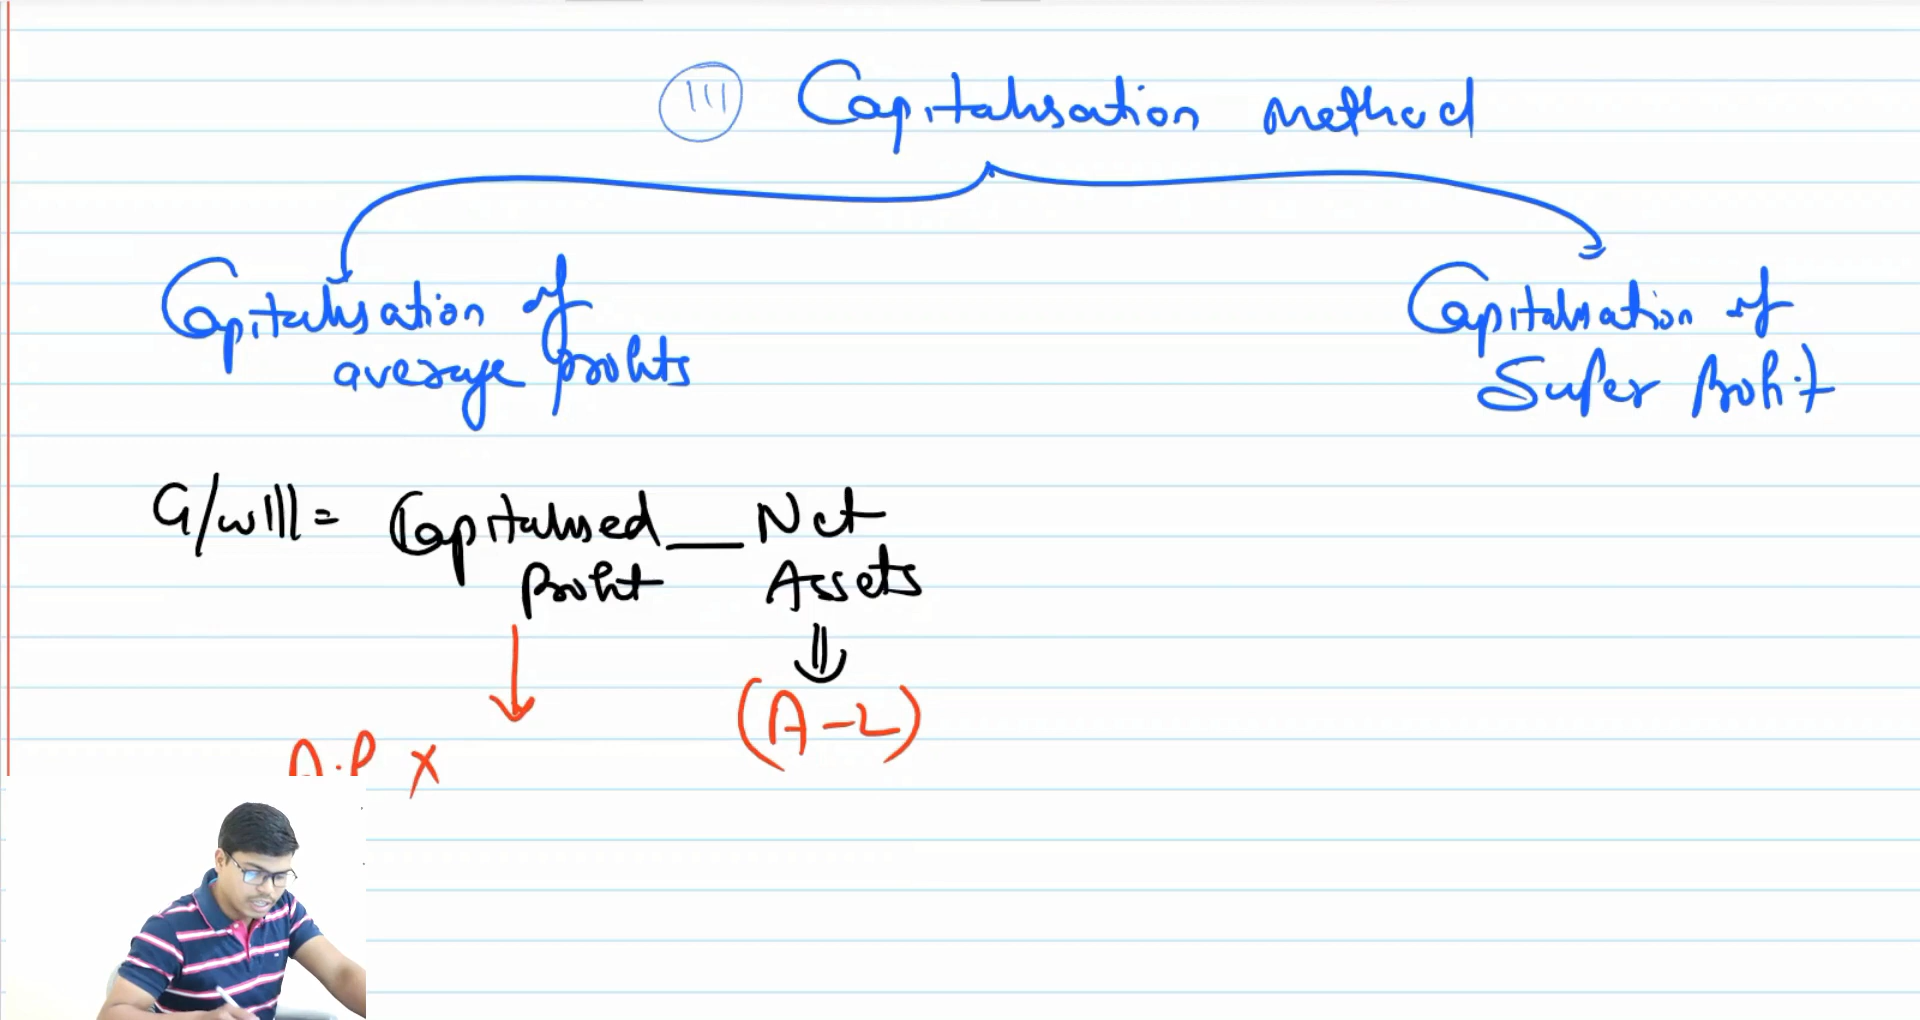 III Capitalisation method
Capitalisation of
average profits
Capitalisation of
Super Profit
G/will = Capitalised — Net
Profit Assets
(A-L)
A.P x